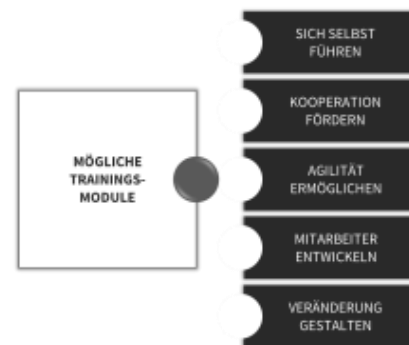 MÖGLICHE
TRAININGS-
MODULE
SICH SELBST
FÜHREN
KOOPERATION
FÖRDERN
AGILITÄT
ERMÖGLICHEN
MITARBEITER
ENTWICKELN
VERÄNDERUNG
GESTALTEN